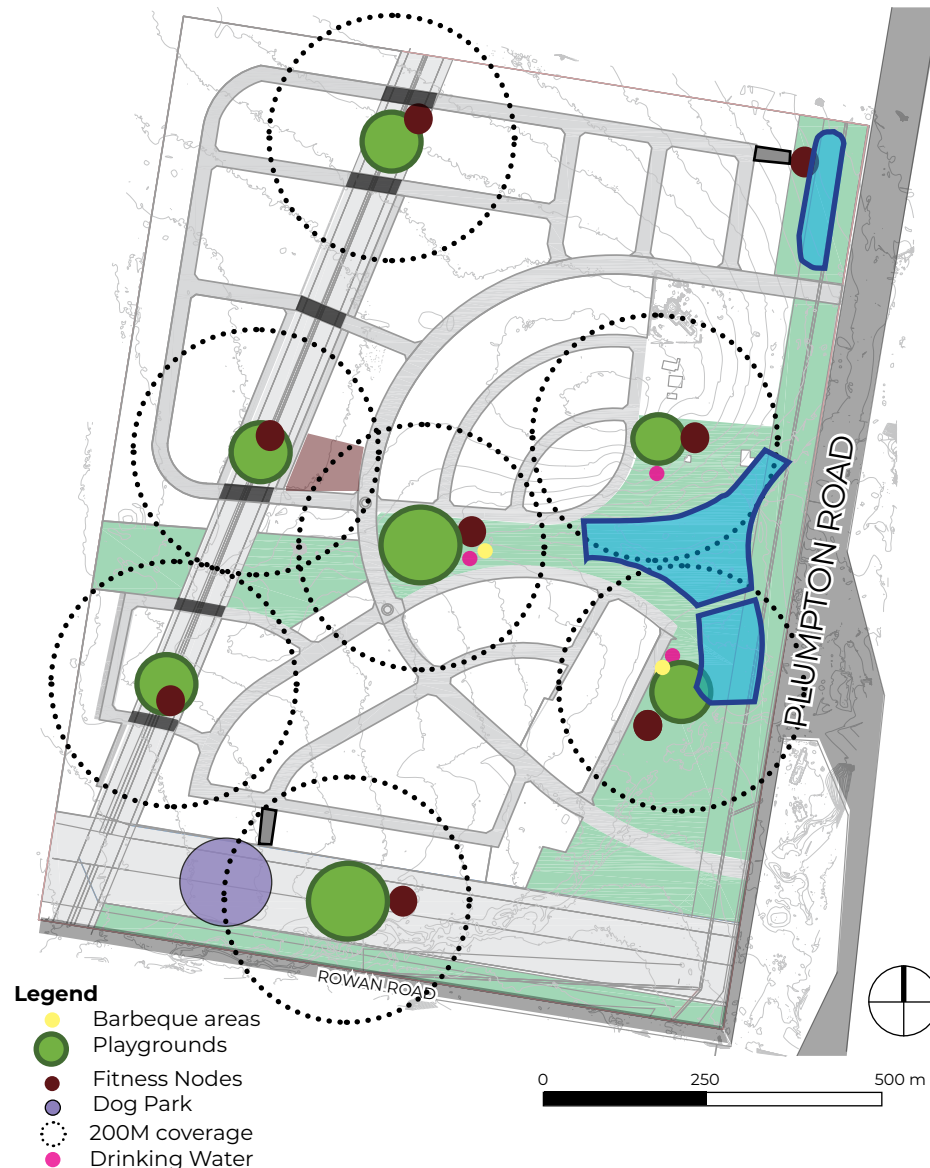 PLUMPTON ROAD
ROWAN ROAD
Legend
Barbeque areas
Playgrounds
Fitness Nodes
Dog Park
200M coverage
Drinking Water
0 250 500 m